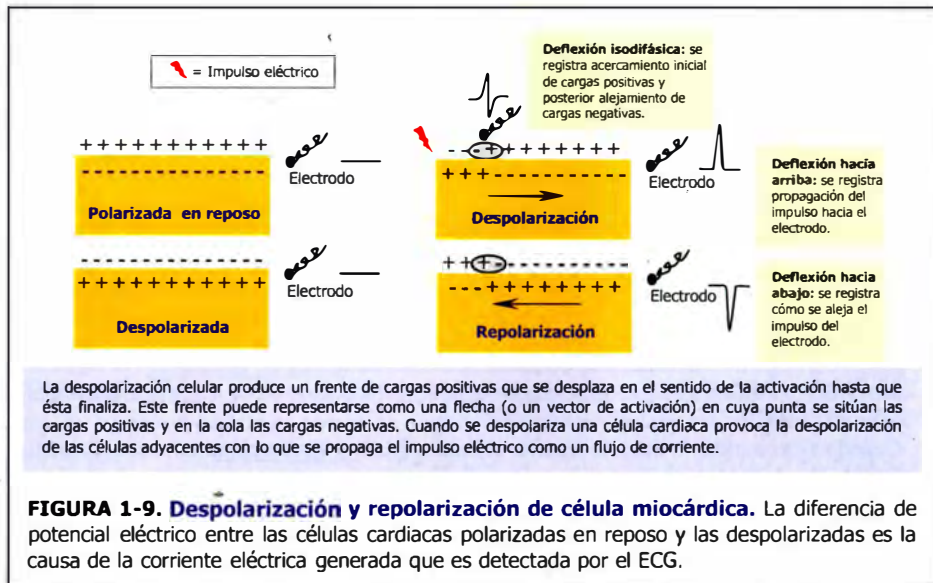 = Impulso eléctrico
Deflexión isodifásica: se
registra acercamiento inicial
de cargas positivas y
posterior alejamiento de
cargas negativas.
+ + + + + + + + + + +
- - - - - - - - - - - -
Polarizada en reposo
Electrodo
- - + + + + + + + + +
+ + + - - - - - - - - - - - -
Despolarización
Electrodo
Deflexión hacía
arriba: se registra
propagación del
impulso hacia el
electrodo.
- - - - - - - - - - - -
+ + + + + + + + + + + +
Despolarizada
Electrodo
+ + + - - - - - - - - - - - -
- - - + + + + + + + + +
Repolarización
Electrodo
Deflexión hacia
abajo: se registra
cómo se aleja el
impulso del
electrodo.
La despolarización celular produce un frente de cargas positivas que se desplaza en el sentido de la activación hasta que
ésta finaliza. Este frente puede representarse como una flecha (o un vector de activación) en cuya punta se sitúan las
cargas positivas y en la cola las cargas negativas. Cuando se despolariza una célula cardiaca provoca la despolarización
de las células adyacentes con lo que se propaga el impulso eléctrico como un flujo de corriente.
FIGURA 1-9. Despolarización y repolarización de célula miocárdica. La diferencia de
potencial eléctrico entre las células cardiacas polarizadas en reposo y las despolarizadas es la
causa de la corriente eléctrica generada que es detectada por el ECG.